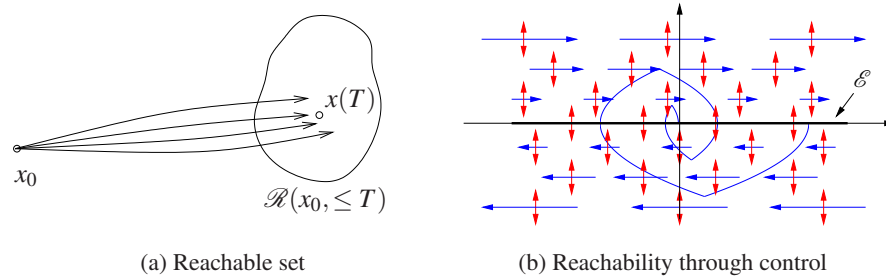 x(T)
x₀
ℛ(x₀, ≤ T)
(a) Reachable set
ℰ
(b) Reachability through control